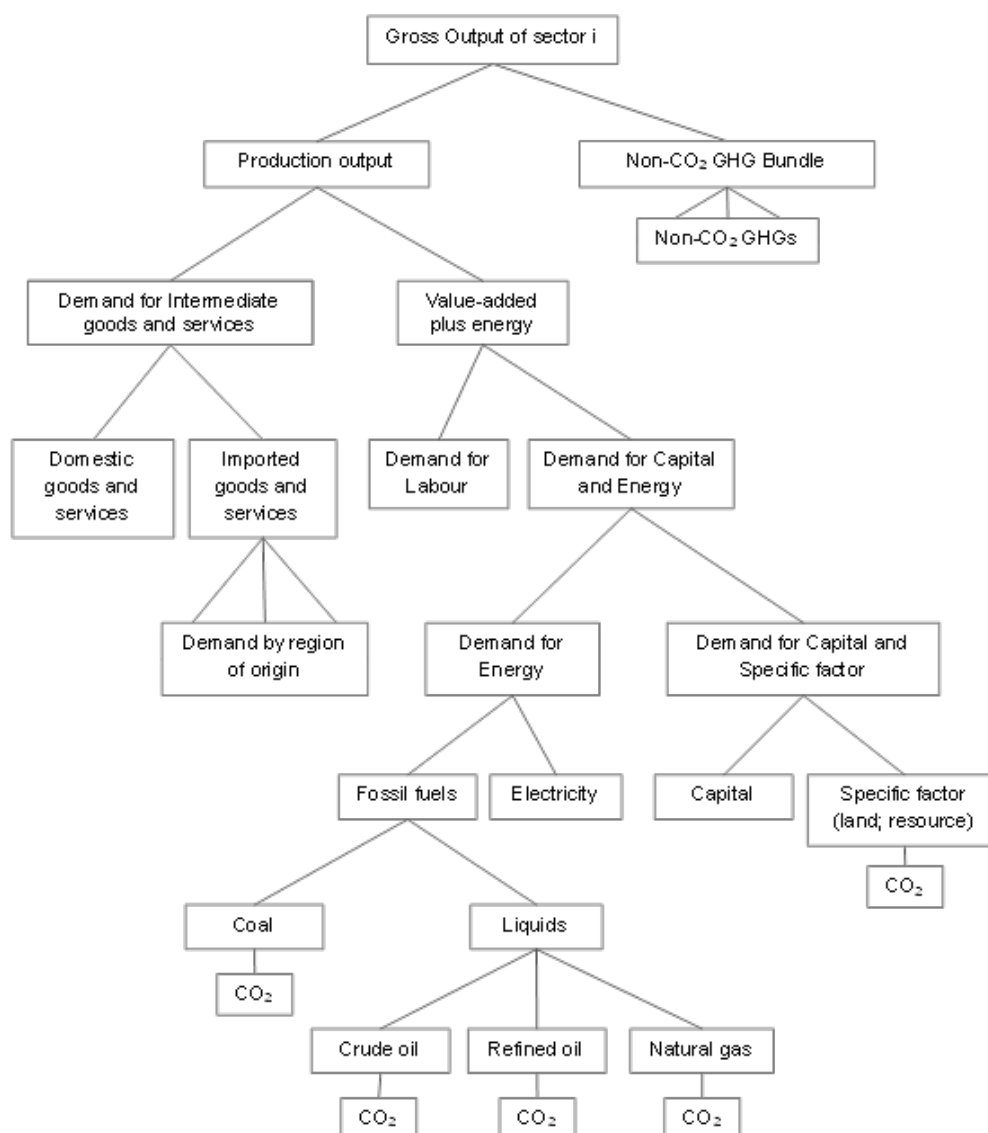 Gross Output of sector i
Production output
Non-CO₂ GHG Bundle
Non-CO₂ GHGs
Demand for Intermediate
goods and services
Value-added
plus energy
Domestic
goods and
services
Imported
goods and
services
Demand for
Labour
Demand for Capital
and Energy
Demand by region
of origin
Demand for
Energy
Demand for Capital and
Specific factor
Fossil fuels
Electricity
Capital
Specific factor
(land; resource)
CO₂
Coal
Liquids
CO₂
Crude oil
Refined oil
Natural gas
CO₂
CO₂
CO₂